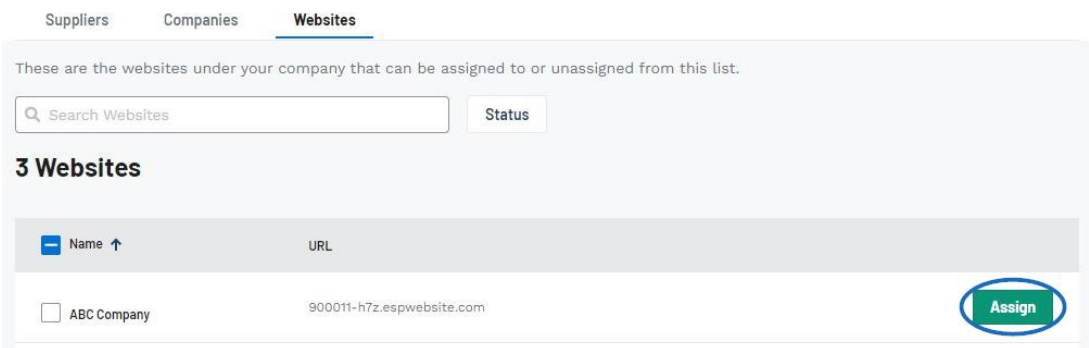 Suppliers Companies Websites
These are the websites under your company that can be assigned to or unassigned from this list.
Search Websites Status
3 Websites
Name URL
ABC Company 900011-h7z.espwebsite.com Assign